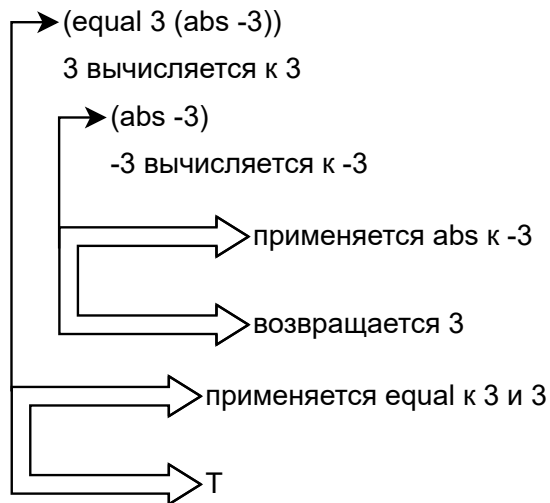 (equal 3 (abs -3))
3 вычисляется к 3
(abs -3)
-3 вычисляется к -3
применяется abs к -3
возвращается 3
применяется equal к 3 и 3
T